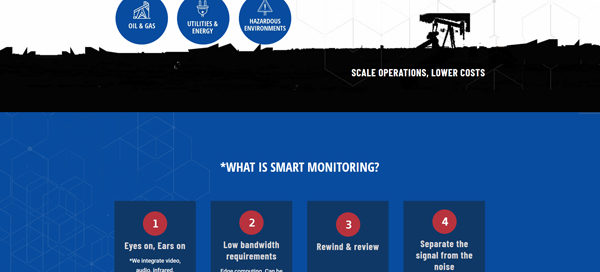 OIL & GAS
UTILITIES &
ENERGY
HAZARDOUS
ENVIRONMENTS
SCALE OPERATIONS, LOWER COSTS
*WHAT IS SMART MONITORING?
1
Eyes on, Ears on
*We integrate video,
audio, infrared,
2
Low bandwidth
requirements
Edge computing. Can be
3
Rewind & review
4
Separate the
signal from the
noise